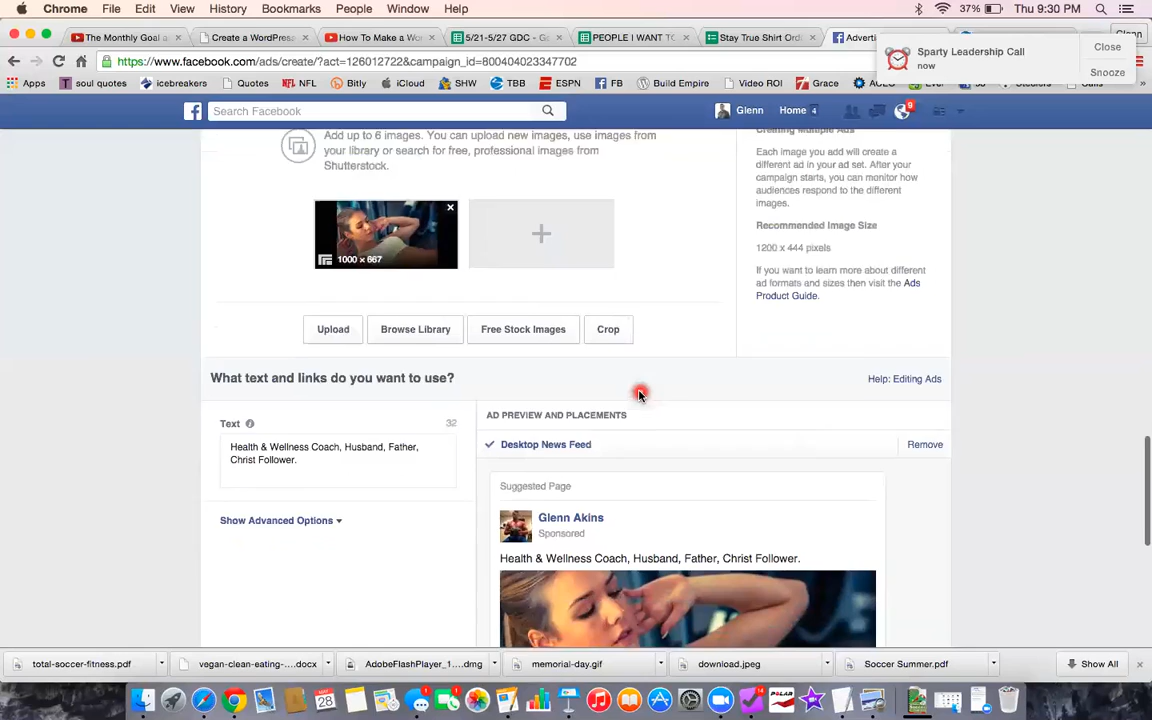 Chrome File Edit View History Bookmarks People Window Help 37% Thu 9:30 PM
The Monthly Goal a Create a WordPress How To Make a Wor 5/21-5/27 GDC - G PEOPLE I WANT TO Stay True Shirt Ord Adverti Glenn
Sparty Leadership Call
now
Close
Snooze
https://www.facebook.com/ads/create/?act=126012722&campaign_id=800404023347702
Apps soul quotes icebreakers Quotes NFL Bitly iCloud SHW TBB ESPN FB Video ROI Grace
Search Facebook Glenn Home 4 9
Add up to 6 images. You can upload new images, use images from
your library or search for free, professional images from
Shutterstock.
1000 × 667
Upload Browse Library Free Stock Images Crop
Creating Multiple Ads
Each image you add will create a
different ad in your ad set. After your
campaign starts, you can monitor how
audiences respond to the different
images.
Recommended Image Size
1200 x 444 pixels
If you want to learn more about different
ad formats and sizes then visit the Ads
Product Guide.
What text and links do you want to use? Help: Editing Ads
Text 32
Health & Wellness Coach, Husband, Father,
Christ Follower.
Show Advanced Options
AD PREVIEW AND PLACEMENTS
Desktop News Feed Remove
Suggested Page
Glenn Akins
Sponsored
Health & Wellness Coach, Husband, Father, Christ Follower.
total-soccer-fitness.pdf vegan-clean-eating-....docx AdobeFlashPlayer_1....dmg memorial-day.gif download.jpeg Soccer Summer.pdf Show All
28